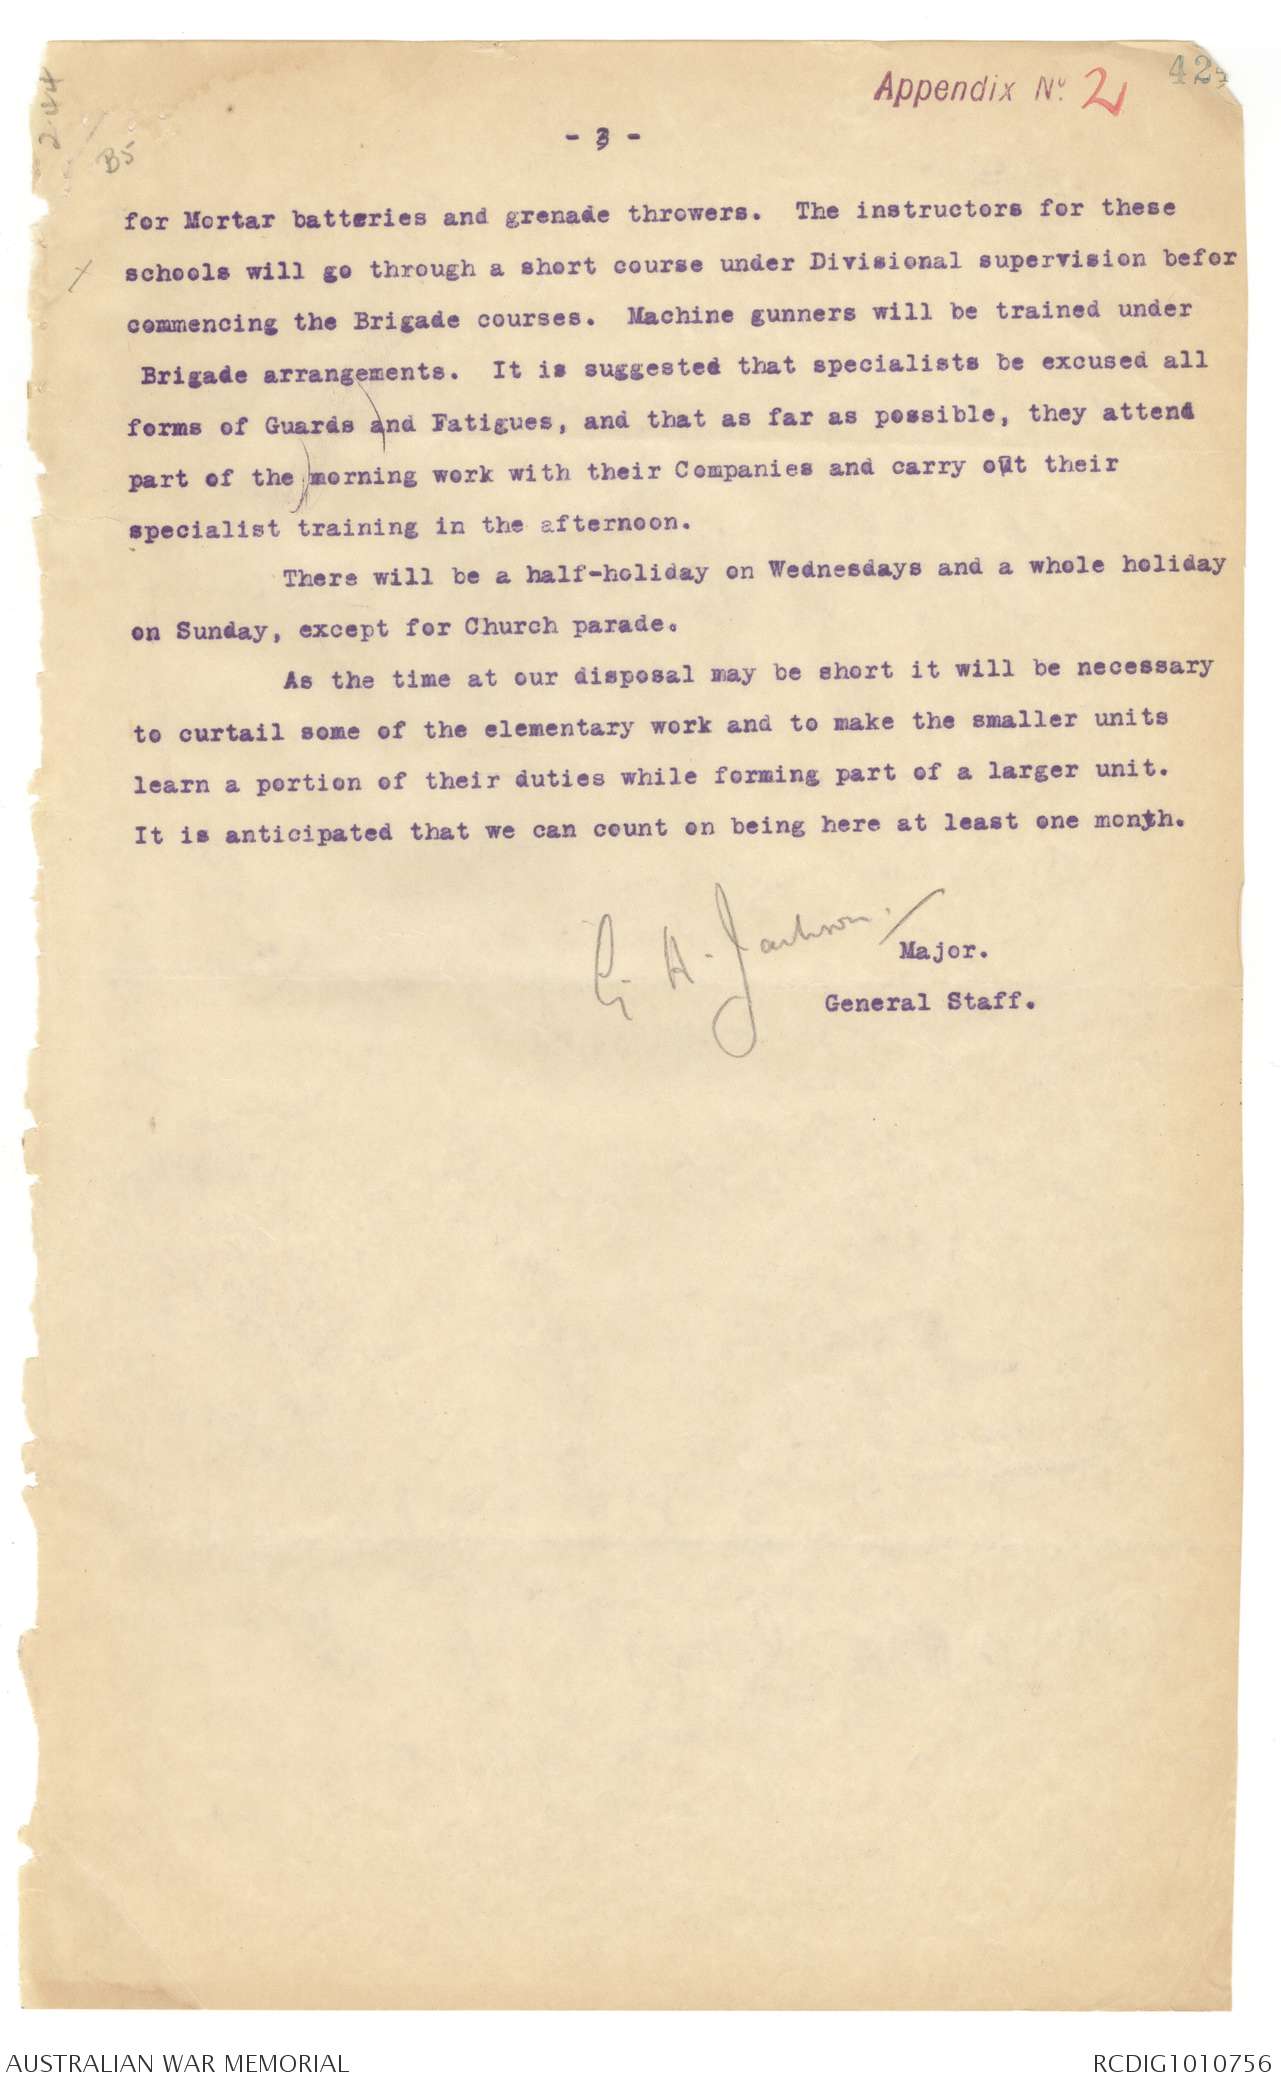 Appendix No. 2
42
244
B5
- 3 -
for Mortar batteries and grenade throwers. The instructors for these
schools will go through a short course under Divisional supervision befor
commencing the Brigade courses. Machine gunners will be trained under
Brigade arrangements. It is suggested that specialists be excused all
forms of Guards and Fatigues, and that as far as possible, they attend
part of the morning work with their Companies and carry out their
specialist training in the afternoon.
There will be a half-holiday on Wednesdays and a whole holiday
on Sunday, except for Church parade.
As the time at our disposal may be short it will be necessary
to curtail some of the elementary work and to make the smaller units
learn a portion of their duties while forming part of a larger unit.
It is anticipated that we can count on being here at least one month.
G. H. Jackson.
Major.
General Staff.
AUSTRALIAN WAR MEMORIAL
RCDIG1010756